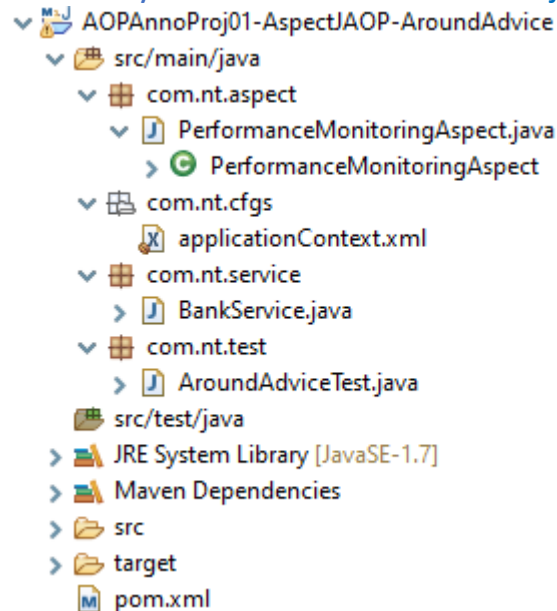 AOPAnnoProj01-AspectJAOP-AroundAdvice
src/main/java
com.nt.aspect
PerformanceMonitoringAspect.java
PerformanceMonitoringAspect
com.nt.cfgs
applicationContext.xml
com.nt.service
BankService.java
com.nt.test
AroundAdviceTest.java
src/test/java
JRE System Library [JavaSE-1.7]
Maven Dependencies
src
target
pom.xml